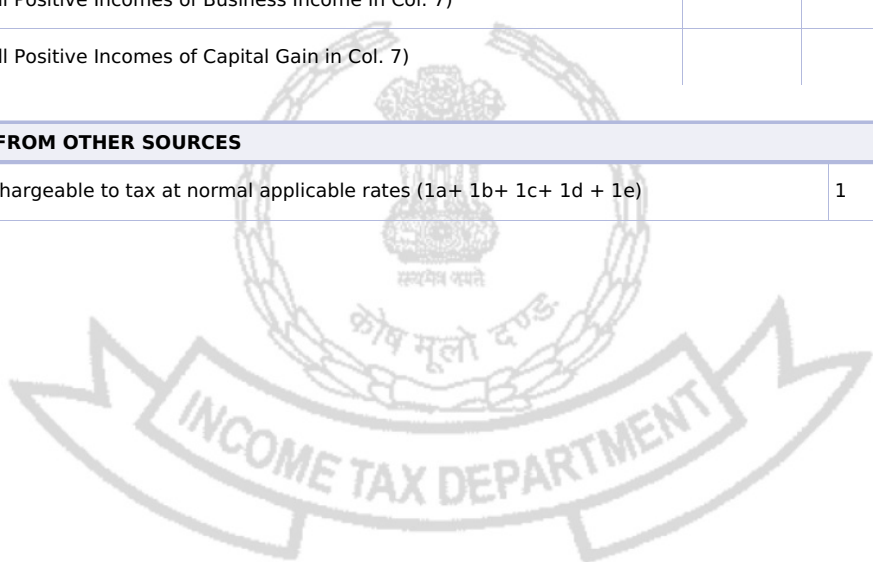 ll Positive Incomes of Business Income in Col. 7)
ll Positive Incomes of Capital Gain in Col. 7)
FROM OTHER SOURCES
hargeable to tax at normal applicable rates (1a+ 1b+ 1c+ 1d + 1e) 1
सत्यमेव जयते
कोष मूलो दण्ड:
INCOME TAX DEPARTMENT